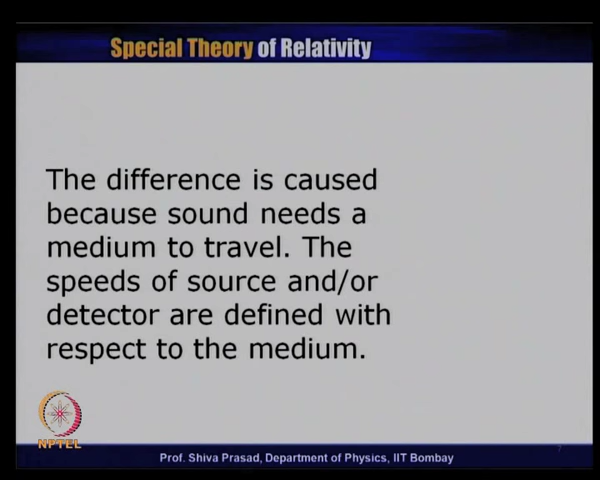 Special Theory of Relativity
The difference is caused
because sound needs a
medium to travel. The
speeds of source and/or
detector are defined with
respect to the medium.
NPTEL
Prof. Shiva Prasad, Department of Physics, IIT Bombay
7